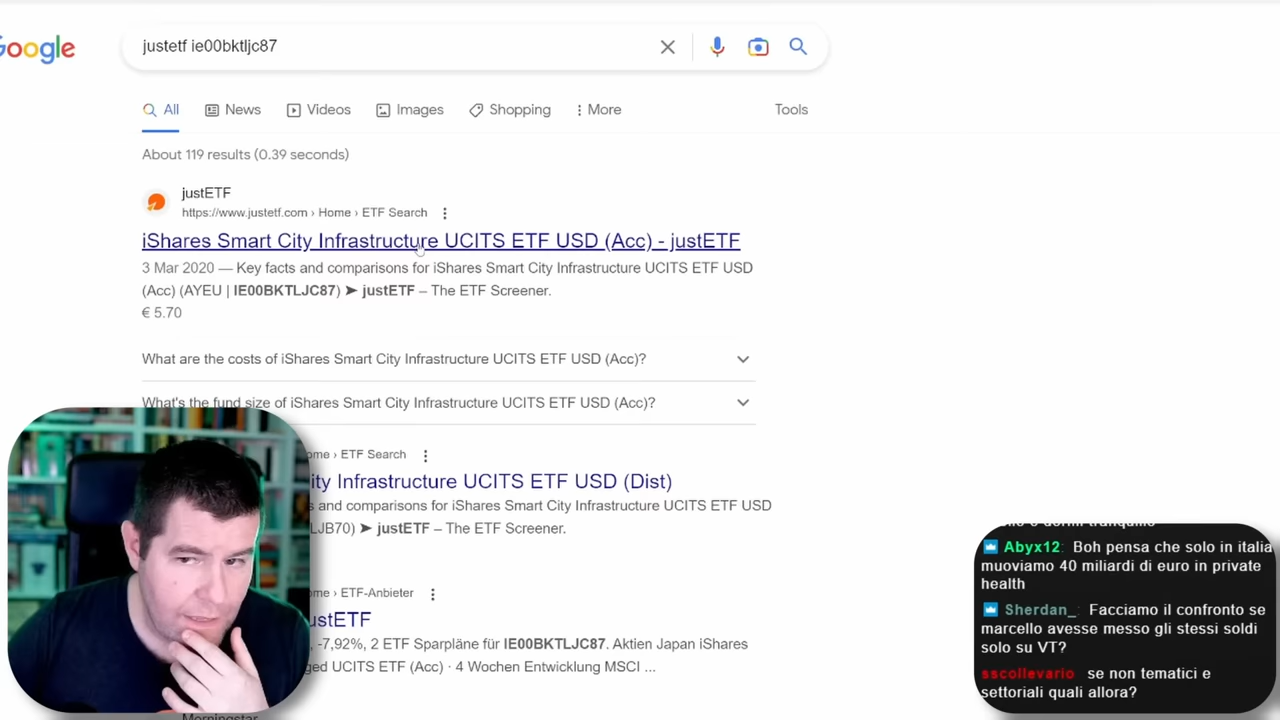 Google
justetf ie00bktljc87
All
News
Videos
Images
Shopping
More
Tools
About 119 results (0.39 seconds)
justETF
https://www.justetf.com › Home › ETF Search
iShares Smart City Infrastructure UCITS ETF USD (Acc) - justETF
3 Mar 2020 — Key facts and comparisons for iShares Smart City Infrastructure UCITS ETF USD
(Acc) (AYEU | IE00BKTLJC87) ➤ justETF – The ETF Screener.
€ 5.70
What are the costs of iShares Smart City Infrastructure UCITS ETF USD (Acc)?
What's the fund size of iShares Smart City Infrastructure UCITS ETF USD (Acc)?
ome › ETF Search
ity Infrastructure UCITS ETF USD (Dist)
s and comparisons for iShares Smart City Infrastructure UCITS ETF USD
LJB70) ➤ justETF – The ETF Screener.
ome › ETF-Anbieter
ustETF
, -7,92%, 2 ETF Sparpläne für IE00BKTLJC87. Aktien Japan iShares
ged UCITS ETF (Acc) · 4 Wochen Entwicklung MSCI ...
Morningstar
Abyx12: Boh pensa che solo in italia
muoviamo 40 miliardi di euro in private
health
Sherdan_: Facciamo il confronto se
marcello avesse messo gli stessi soldi
solo su VT?
sscollevario se non tematici e
settoriali quali allora?